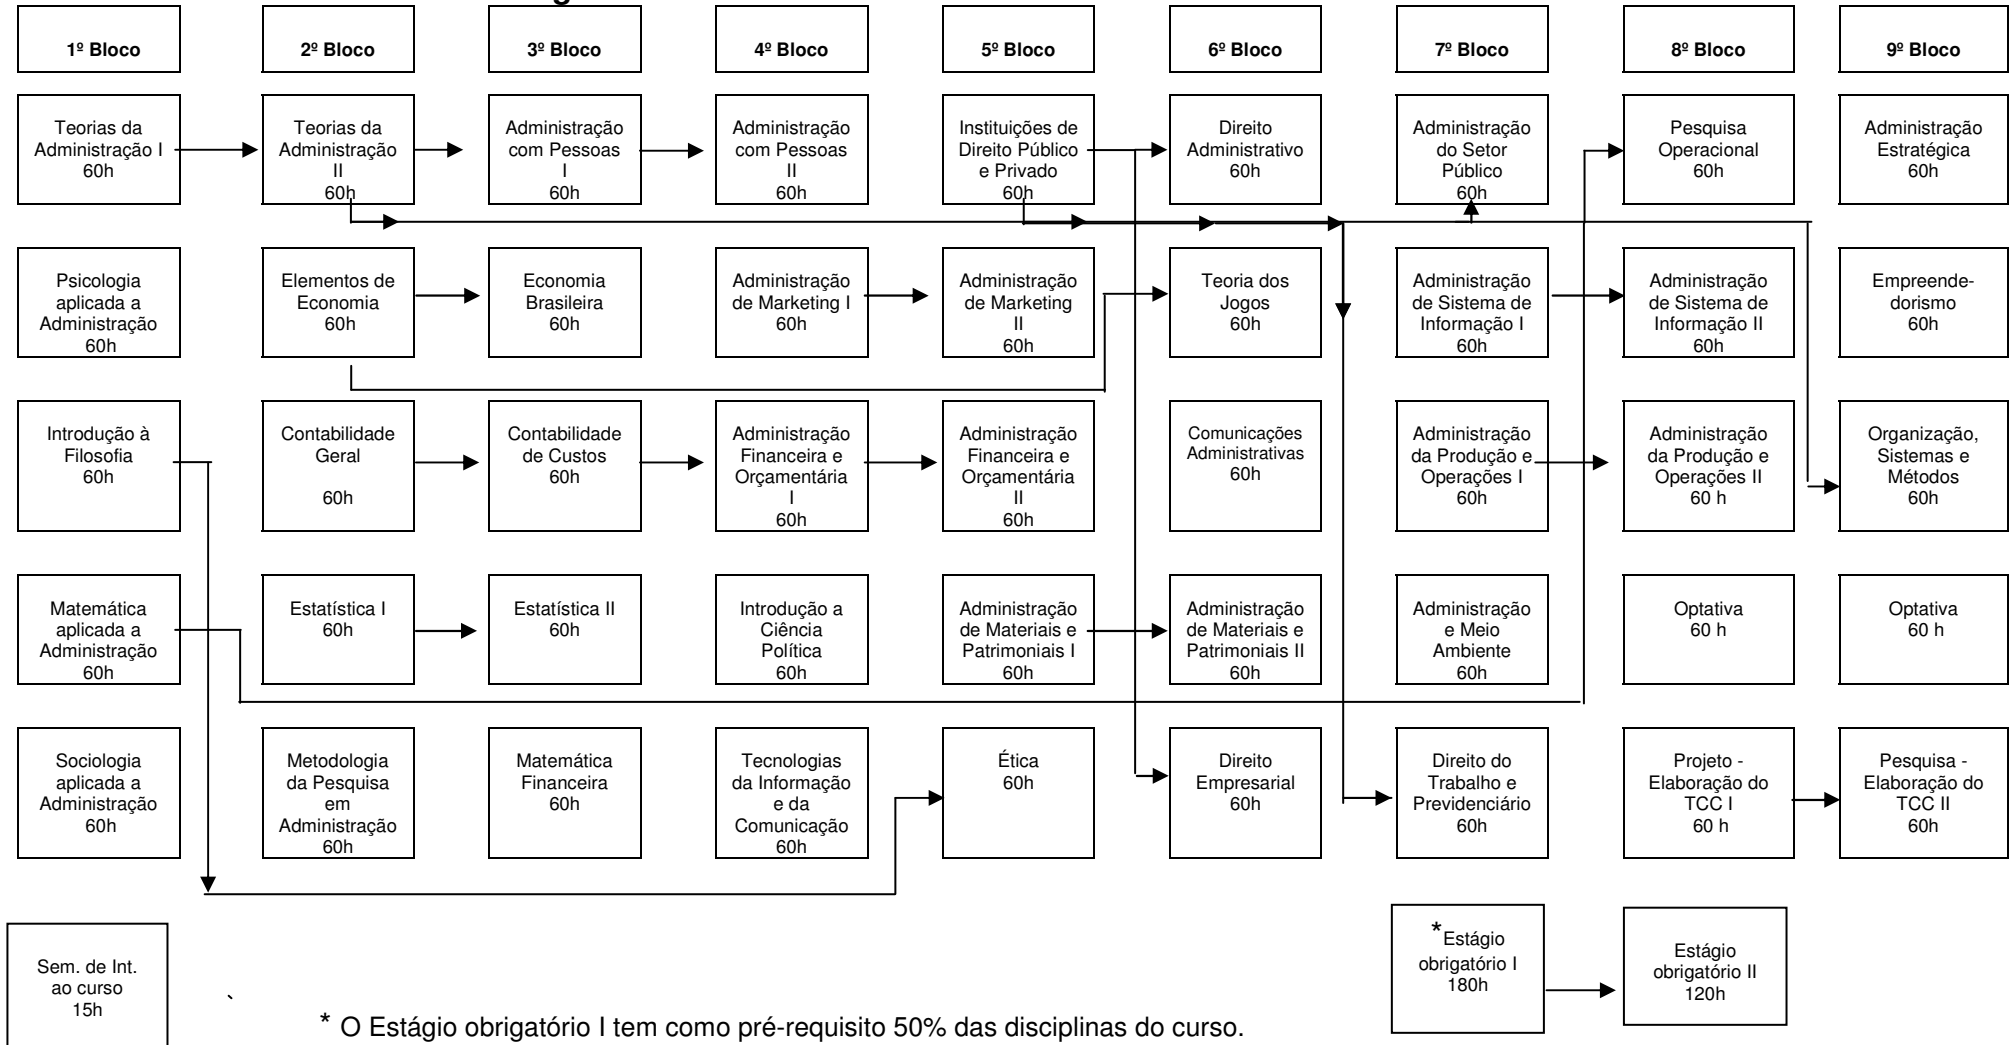 1º Bloco
2º Bloco
3º Bloco
4º Bloco
5º Bloco
6º Bloco
7º Bloco
8º Bloco
9º Bloco
Teorias da
Administração I
60h
Teorias da
Administração
II
60h
Administração
com Pessoas
I
60h
Administração
com Pessoas
II
60h
Instituições de
Direito Público
e Privado
60h
Direito
Administrativo
60h
Administração
do Setor
Público
60h
Pesquisa
Operacional
60h
Administração
Estratégica
60h
Psicologia
aplicada a
Administração
60h
Elementos de
Economia
60h
Economia
Brasileira
60h
Administração
de Marketing I
60h
Administração
de Marketing
II
60h
Teoria dos
Jogos
60h
Administração
de Sistema de
Informação I
60h
Administração
de Sistema de
Informação II
60h
Empreende-
dorismo
60h
Introdução à
Filosofia
60h
Contabilidade
Geral
60h
Contabilidade
de Custos
60h
Administração
Financeira e
Orçamentária
I
60h
Administração
Financeira e
Orçamentária
II
60h
Comunicações
Administrativas
60h
Administração
da Produção e
Operações I
60h
Administração
da Produção e
Operações II
60 h
Organização,
Sistemas e
Métodos
60h
Matemática
aplicada a
Administração
60h
Estatística I
60h
Estatística II
60h
Introdução a
Ciência
Política
60h
Administração
de Materiais e
Patrimoniais I
60h
Administração
de Materiais e
Patrimoniais II
60h
Administração
e Meio
Ambiente
60h
Optativa
60 h
Optativa
60 h
Sociologia
aplicada a
Administração
60h
Metodologia
da Pesquisa
em
Administração
60h
Matemática
Financeira
60h
Tecnologias
da Informação
e da
Comunicação
60h
Ética
60h
Direito
Empresarial
60h
Direito do
Trabalho e
Previdenciário
60h
Projeto -
Elaboração do
TCC I
60 h
Pesquisa -
Elaboração do
TCC II
60h
Sem. de Int.
ao curso
15h
*Estágio
obrigatório I
180h
Estágio
obrigatório II
120h
* O Estágio obrigatório I tem como pré-requisito 50% das disciplinas do curso.